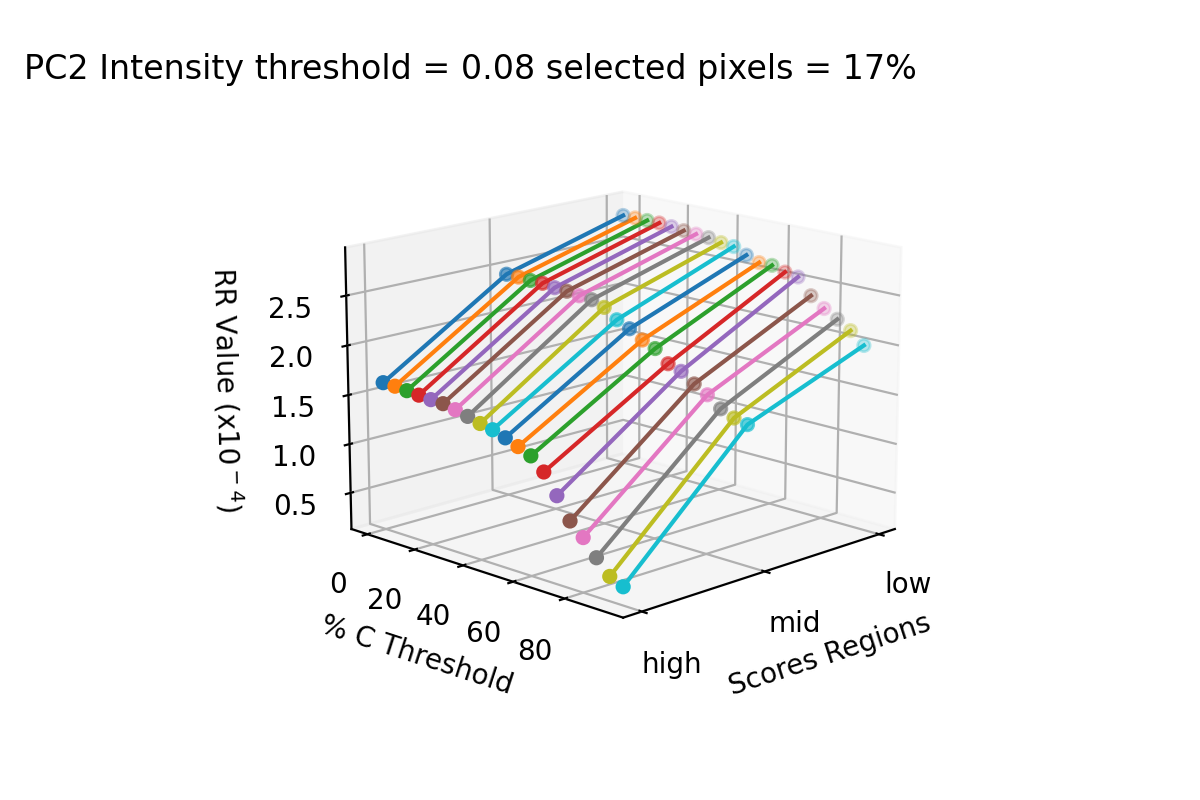 PC2 Intensity threshold = 0.08 selected pixels = 17%
RR Value (x10⁻⁴)
2.5
2.0
1.5
1.0
0.5
0
20
40
60
80
% C Threshold
high
mid
low
Scores Regions